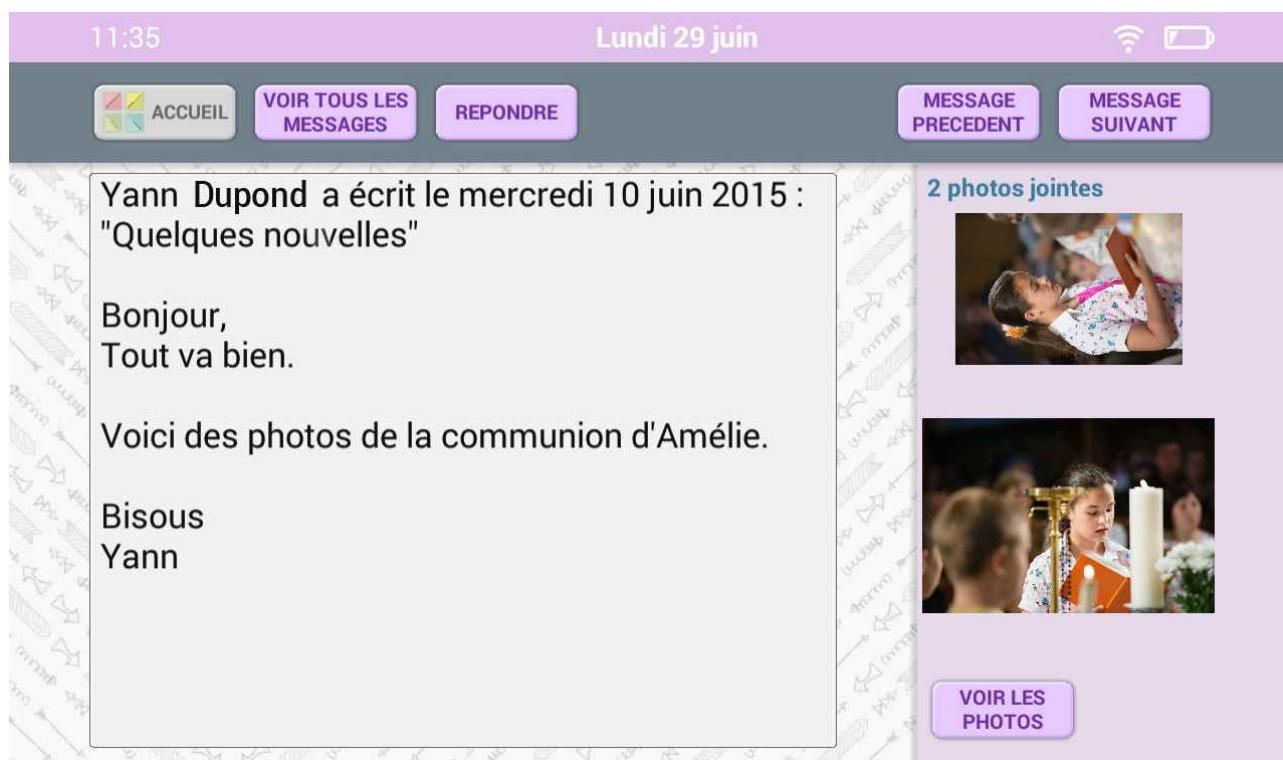 11:35
Lundi 29 juin
ACCUEIL
VOIR TOUS LES
MESSAGES
REPONDRE
MESSAGE
PRECEDENT
MESSAGE
SUIVANT
Yann Dupond a écrit le mercredi 10 juin 2015 :
"Quelques nouvelles"
Bonjour,
Tout va bien.
Voici des photos de la communion d'Amélie.
Bisous
Yann
2 photos jointes
VOIR LES
PHOTOS